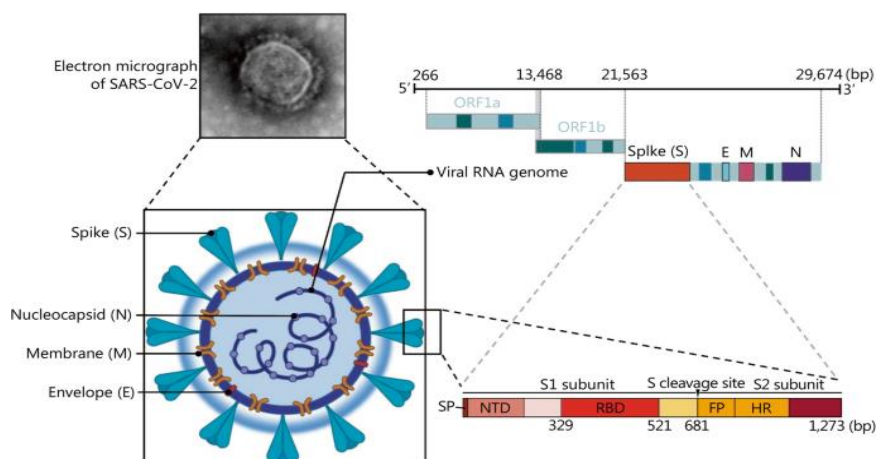 Electron micrograph
of SARS-CoV-2
266 13,468 21,563 29,674 (bp)
5′ 3′
ORF1a
ORF1b
Spike (S) E M N
Viral RNA genome
Spike (S)
Nucleocapsid (N)
Membrane (M)
Envelope (E)
S1 subunit S cleavage site S2 subunit
SP NTD RBD FP HR
329 521 681 1,273 (bp)